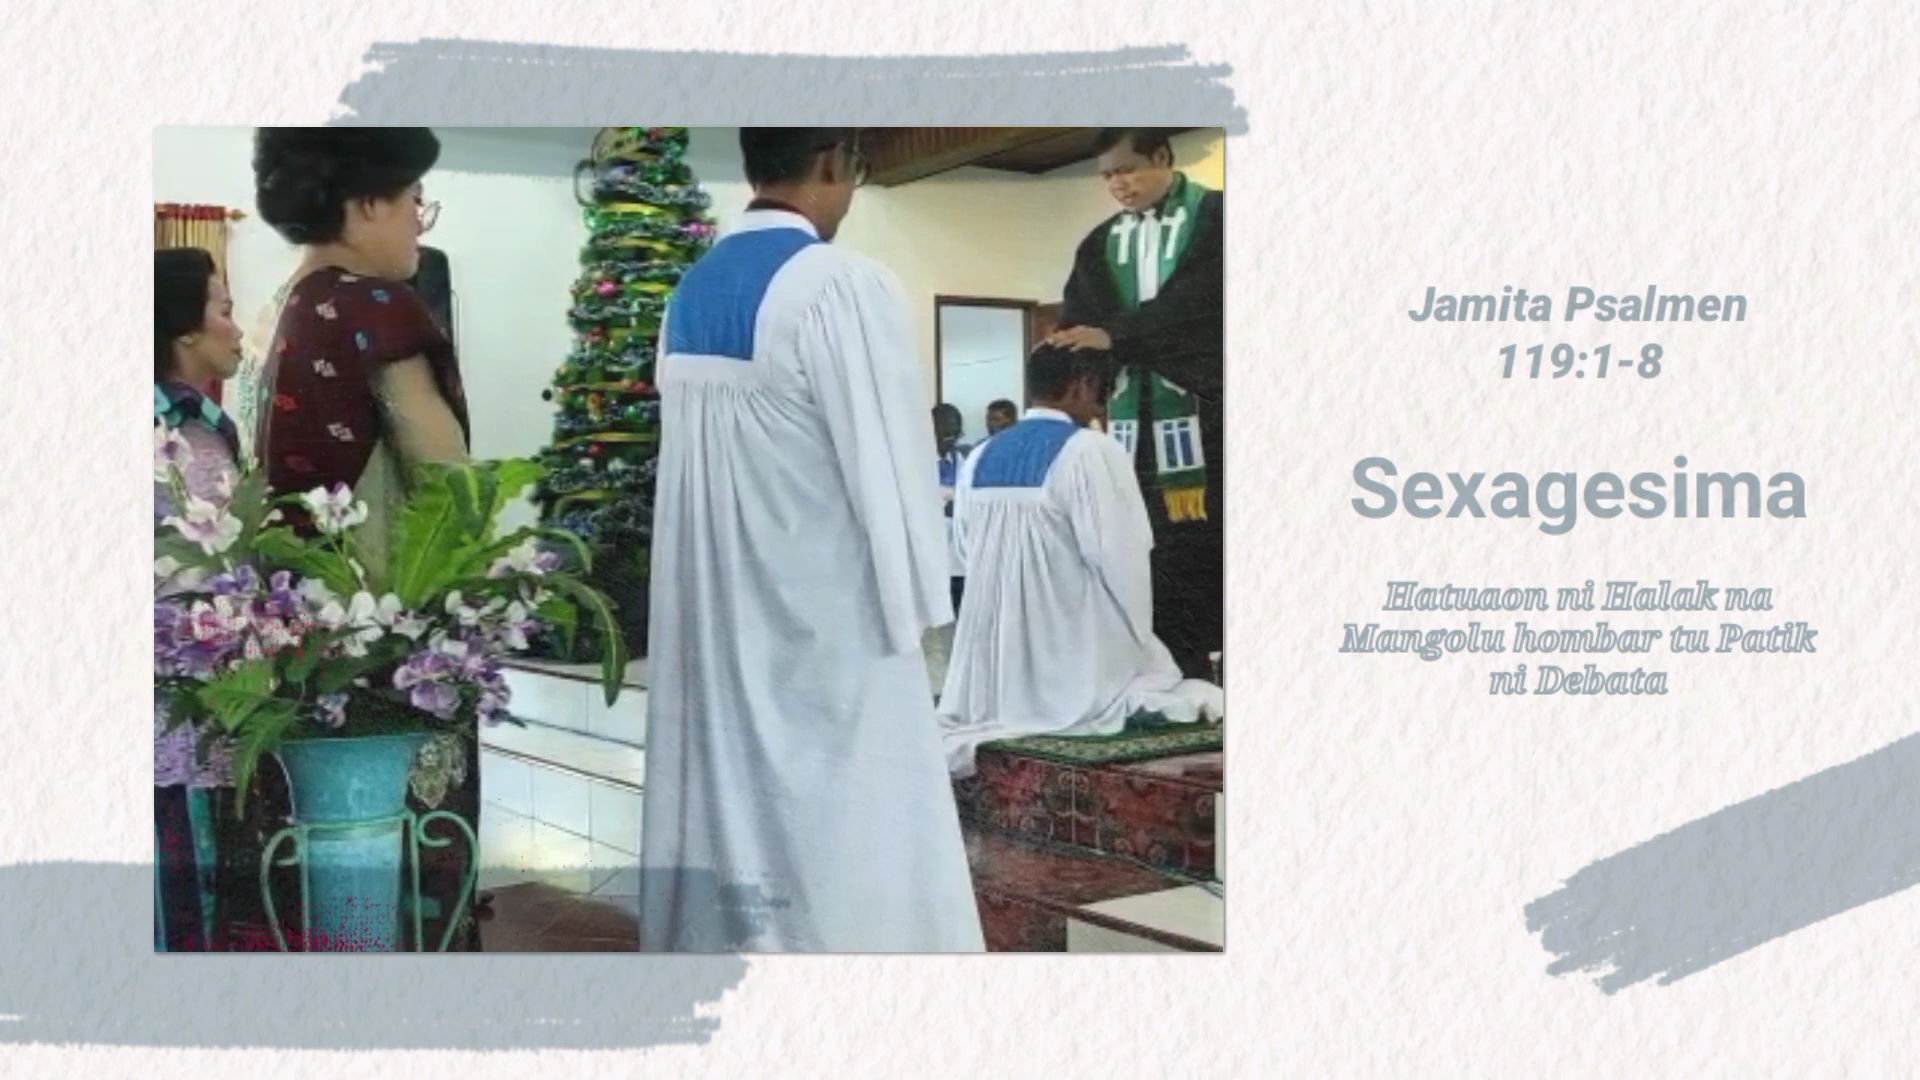 Jamita Psalmen
119:1-8
Sexagesima
Hatuaon ni Halak na
Mangolu hombar tu Patik
ni Debata